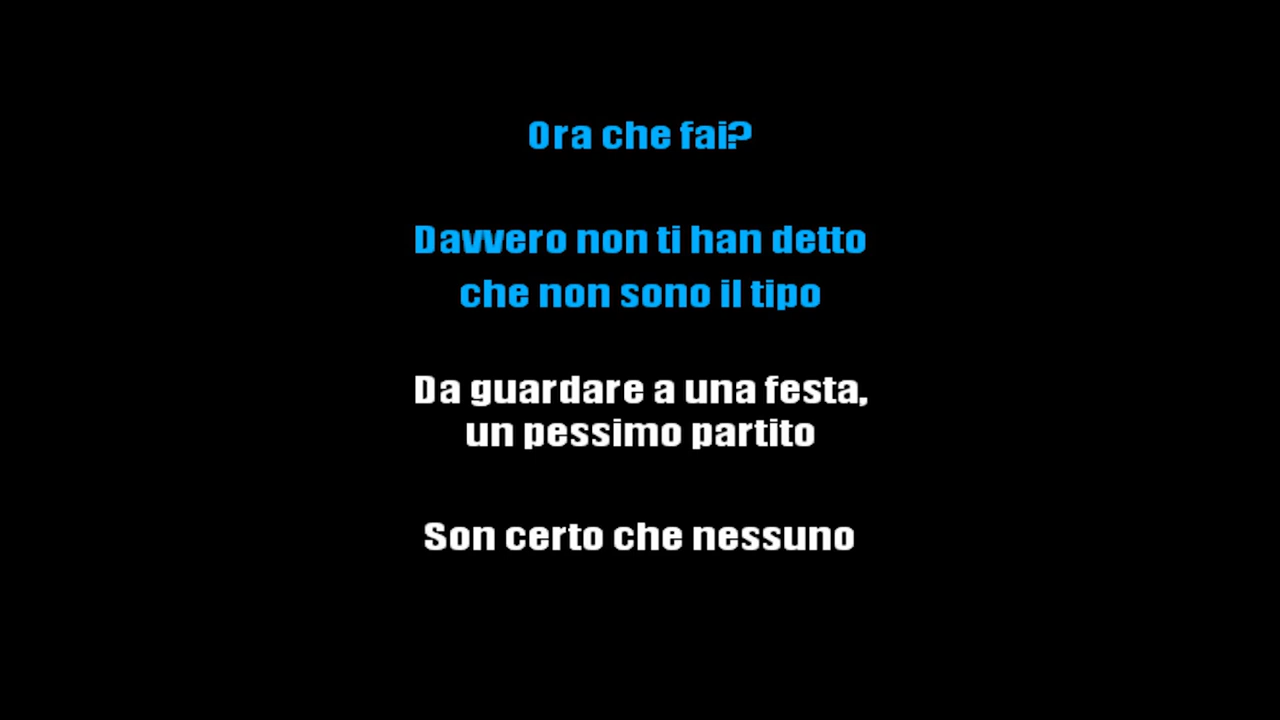 Ora che fai?
Davvero non ti han detto
che non sono il tipo
Da guardare a una festa,
un pessimo partito
Son certo che nessuno